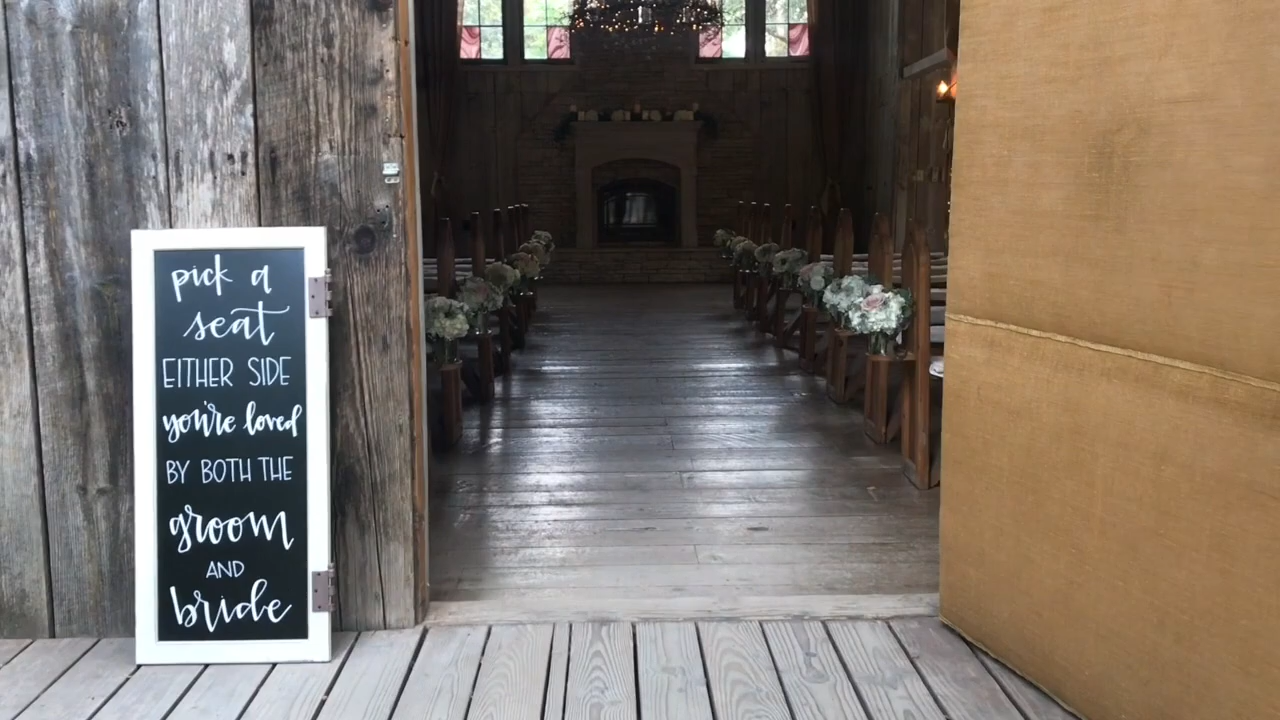 pick a
seat
EITHER SIDE
you're loved
BY BOTH THE
groom
AND
bride